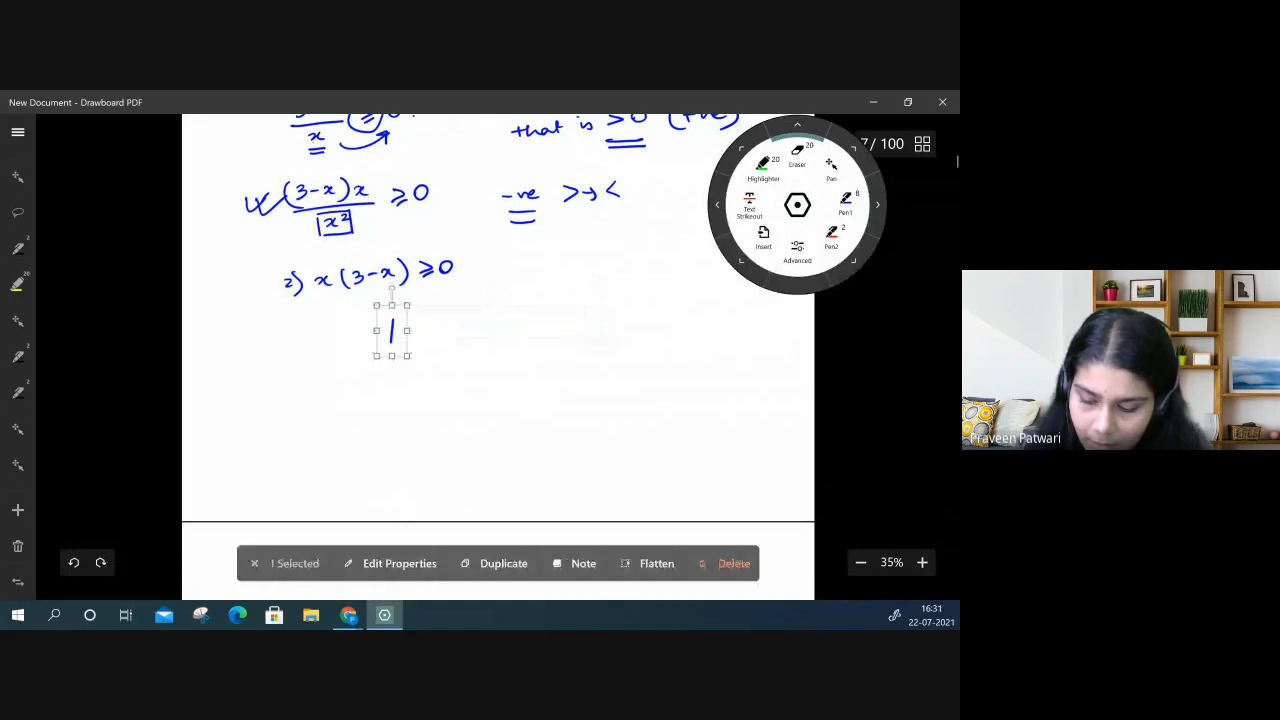 New Document - Drawboard PDF
x
that is >0 (+ve)
7 / 100
20
Eraser
20
Highlighter
Pan
8
Pen1
Text Strikeout
2
Pen2
Insert
Advanced
(3-x)x / x² ≥ 0
-ve > → <
2) x(3-x) ≥ 0
1 Selected
Edit Properties
Duplicate
Note
Flatten
Delete
35%
Praveen Patwari
16:31
22-07-2021